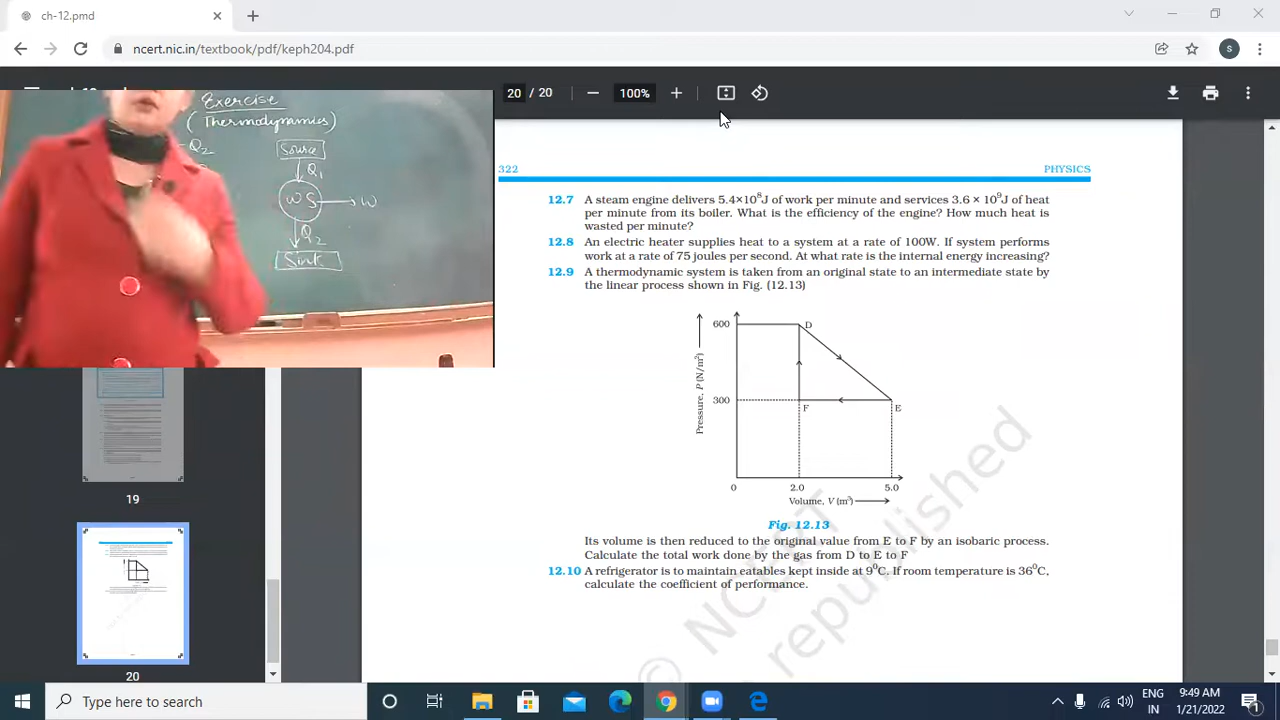 ch-12.pmd
ncert.nic.in/textbook/pdf/keph204.pdf
S
20 / 20
100%
Exercise
(Thermodynamics)
Q2
Source
Q1
WS
W
Q2
Sink
322
PHYSICS
12.7 A steam engine delivers 5.4×10⁸J of work per minute and services 3.6 × 10⁹J of heat
per minute from its boiler. What is the efficiency of the engine? How much heat is
wasted per minute?
12.8 An electric heater supplies heat to a system at a rate of 100W. If system performs
work at a rate of 75 joules per second. At what rate is the internal energy increasing?
12.9 A thermodynamic system is taken from an original state to an intermediate state by
the linear process shown in Fig. (12.13)
600
D
Pressure, P (N/m²)
300
F
E
0
2.0
5.0
Volume, V (m³)
Fig. 12.13
Its volume is then reduced to the original value from E to F by an isobaric process.
Calculate the total work done by the gas from D to E to F
12.10 A refrigerator is to maintain eatables kept inside at 9⁰C. If room temperature is 36⁰C,
calculate the coefficient of performance.
© NCERT
republished
19
20
Type here to search
ENG
IN
9:49 AM
1/21/2022
1